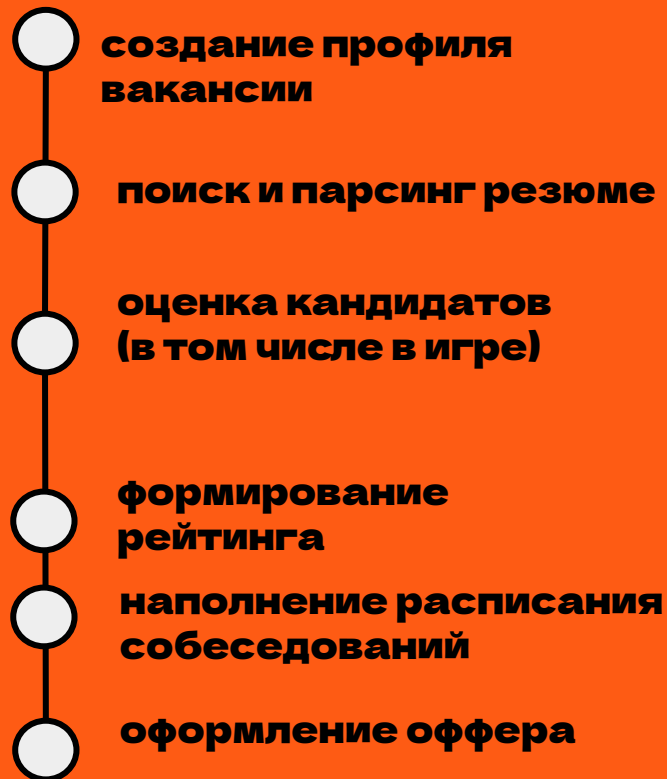 создание профиля
вакансии
поиск и парсинг резюме
оценка кандидатов
(в том числе в игре)
формирование
рейтинга
наполнение расписания
собеседований
оформление оффера